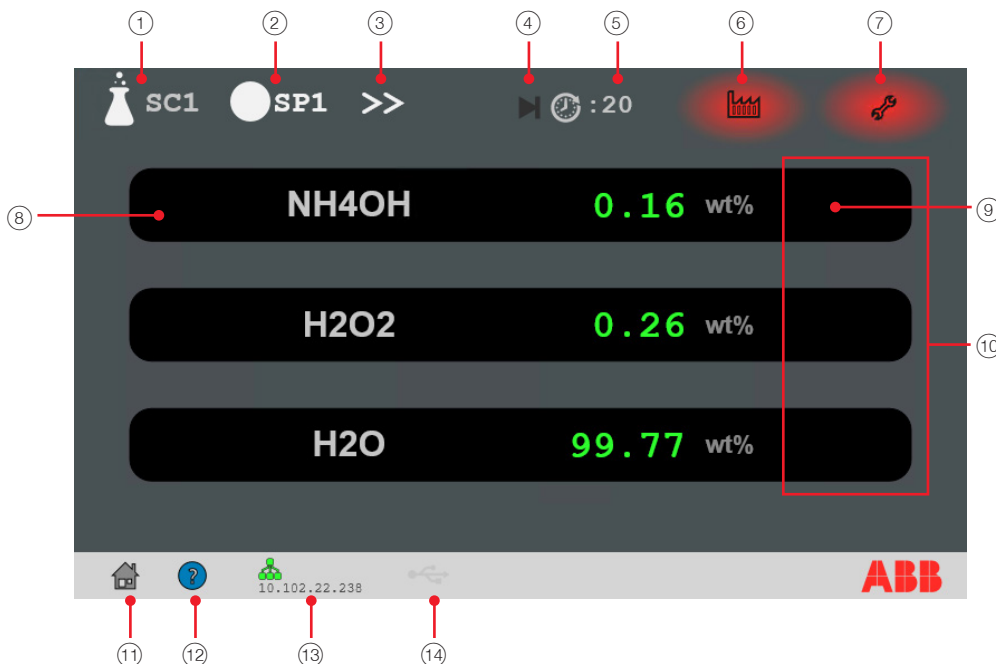 ① ② ③ ④ ⑤ ⑥ ⑦
SC1 SP1 >> :20
⑧ NH4OH 0.16 wt% ⑨
H2O2 0.26 wt% ⑩
H2O 99.77 wt%
? 10.102.22.238 ABB
⑪ ⑫ ⑬ ⑭